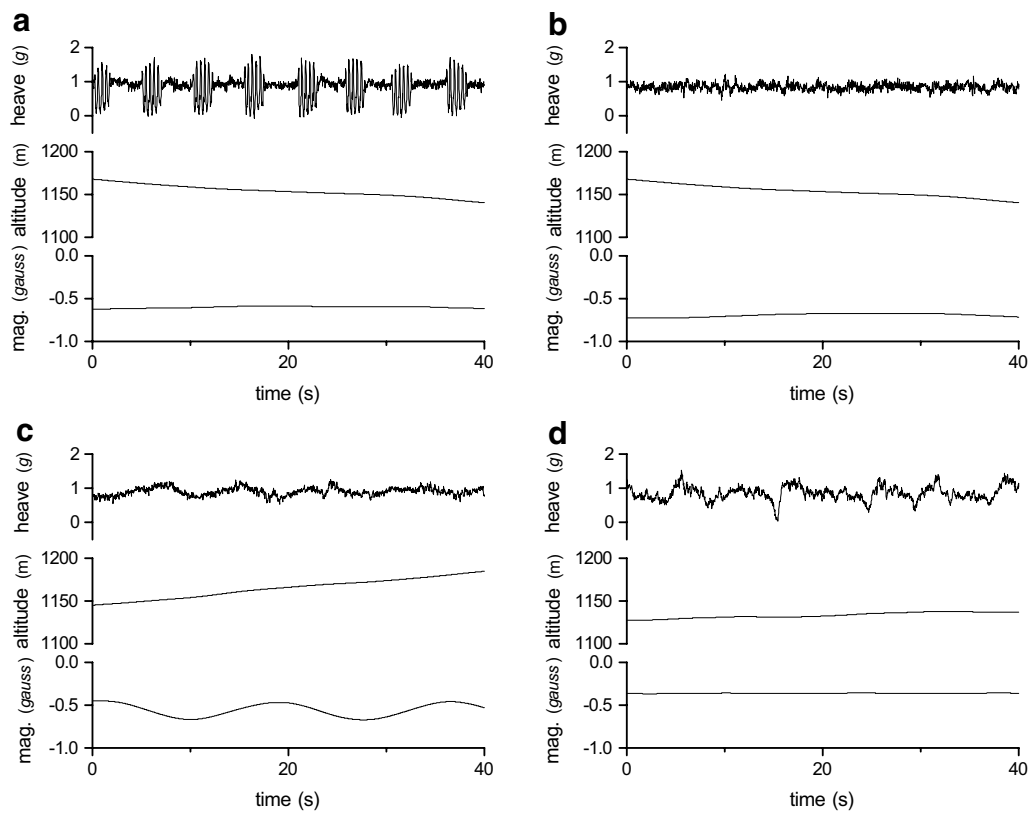 a
heave (g)
2
1
0
altitude (m)
1200
1150
1100
mag. (gauss)
0.0
-0.5
-1.0
0 20 40
time (s)
b
heave (g)
2
1
0
altitude (m)
1200
1150
1100
mag. (gauss)
0.0
-0.5
-1.0
0 20 40
time (s)
c
heave (g)
2
1
0
altitude (m)
1200
1150
1100
mag. (gauss)
0.0
-0.5
-1.0
0 20 40
time (s)
d
heave (g)
2
1
0
altitude (m)
1200
1150
1100
mag. (gauss)
0.0
-0.5
-1.0
0 20 40
time (s)